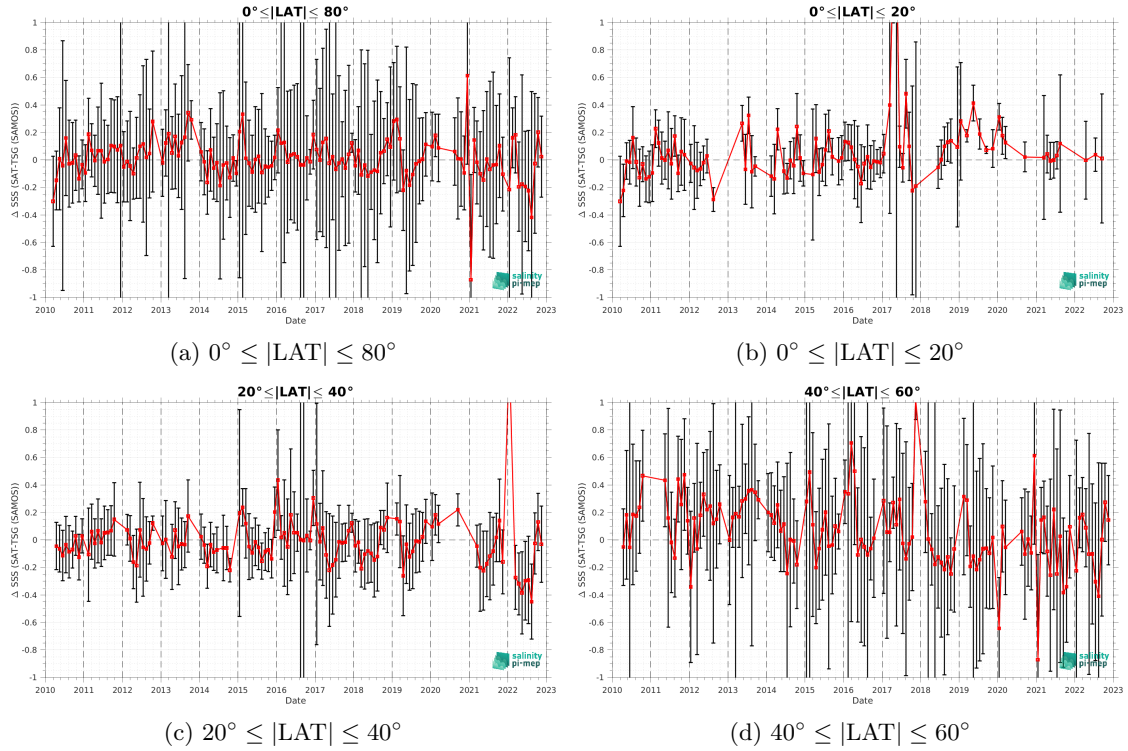 0°≤|LAT|≤ 80°
Δ SSS (SAT-TSG (SAMOS))
1
0.8
0.6
0.4
0.2
0
-0.2
-0.4
-0.6
-0.8
-1
2010 2011 2012 2013 2014 2015 2016 2017 2018 2019 2020 2021 2022 2023
Date
salinity
pi-mep
(a) 0° ≤ |LAT| ≤ 80°
0°≤|LAT|≤ 20°
Δ SSS (SAT-TSG (SAMOS))
1
0.8
0.6
0.4
0.2
0
-0.2
-0.4
-0.6
-0.8
-1
2010 2011 2012 2013 2014 2015 2016 2017 2018 2019 2020 2021 2022 2023
Date
salinity
pi-mep
(b) 0° ≤ |LAT| ≤ 20°
20°≤|LAT|≤ 40°
Δ SSS (SAT-TSG (SAMOS))
1
0.8
0.6
0.4
0.2
0
-0.2
-0.4
-0.6
-0.8
-1
2010 2011 2012 2013 2014 2015 2016 2017 2018 2019 2020 2021 2022 2023
Date
salinity
pi-mep
(c) 20° ≤ |LAT| ≤ 40°
40°≤|LAT|≤ 60°
Δ SSS (SAT-TSG (SAMOS))
1
0.8
0.6
0.4
0.2
0
-0.2
-0.4
-0.6
-0.8
-1
2010 2011 2012 2013 2014 2015 2016 2017 2018 2019 2020 2021 2022 2023
Date
salinity
pi-mep
(d) 40° ≤ |LAT| ≤ 60°